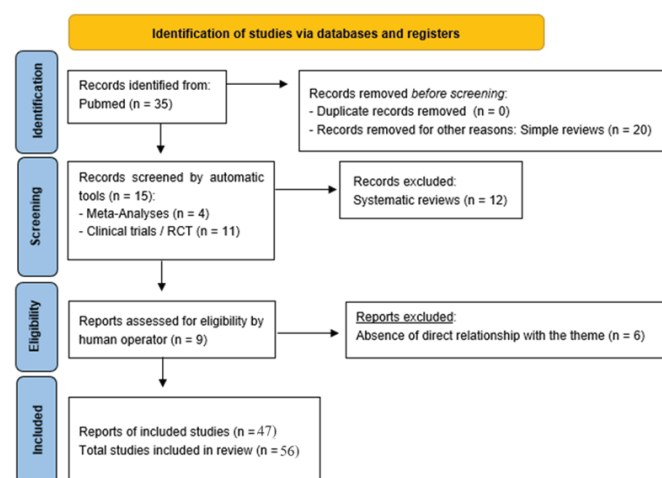 Identification of studies via databases and registers
Identification
Records identified from:
Pubmed (n = 35)
Records removed before screening:
- Duplicate records removed (n = 0)
- Records removed for other reasons: Simple reviews (n = 20)
Screening
Records screened by automatic
tools (n = 15):
- Meta-Analyses (n = 4)
- Clinical trials / RCT (n = 11)
Records excluded:
Systematic reviews (n = 12)
Eligibility
Reports assessed for eligibility by
human operator (n = 9)
Reports excluded:
Absence of direct relationship with the theme (n = 6)
Included
Reports of included studies (n = 47)
Total studies included in review (n = 56)